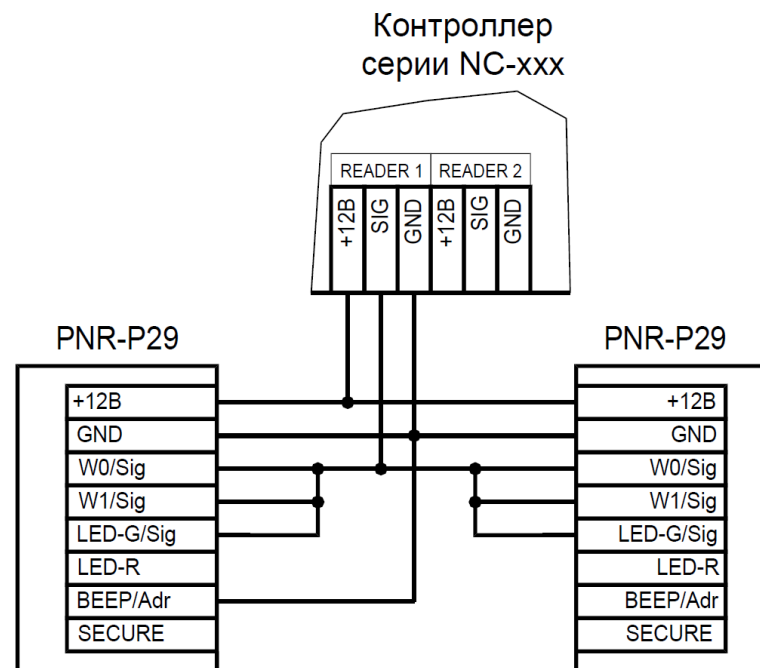 Контроллер
серии NC-xxx
READER 1 READER 2
+12В SIG GND +12В SIG GND
PNR-P29 PNR-P29
+12В +12В
GND GND
W0/Sig W0/Sig
W1/Sig W1/Sig
LED-G/Sig LED-G/Sig
LED-R LED-R
BEEP/Adr BEEP/Adr
SECURE SECURE